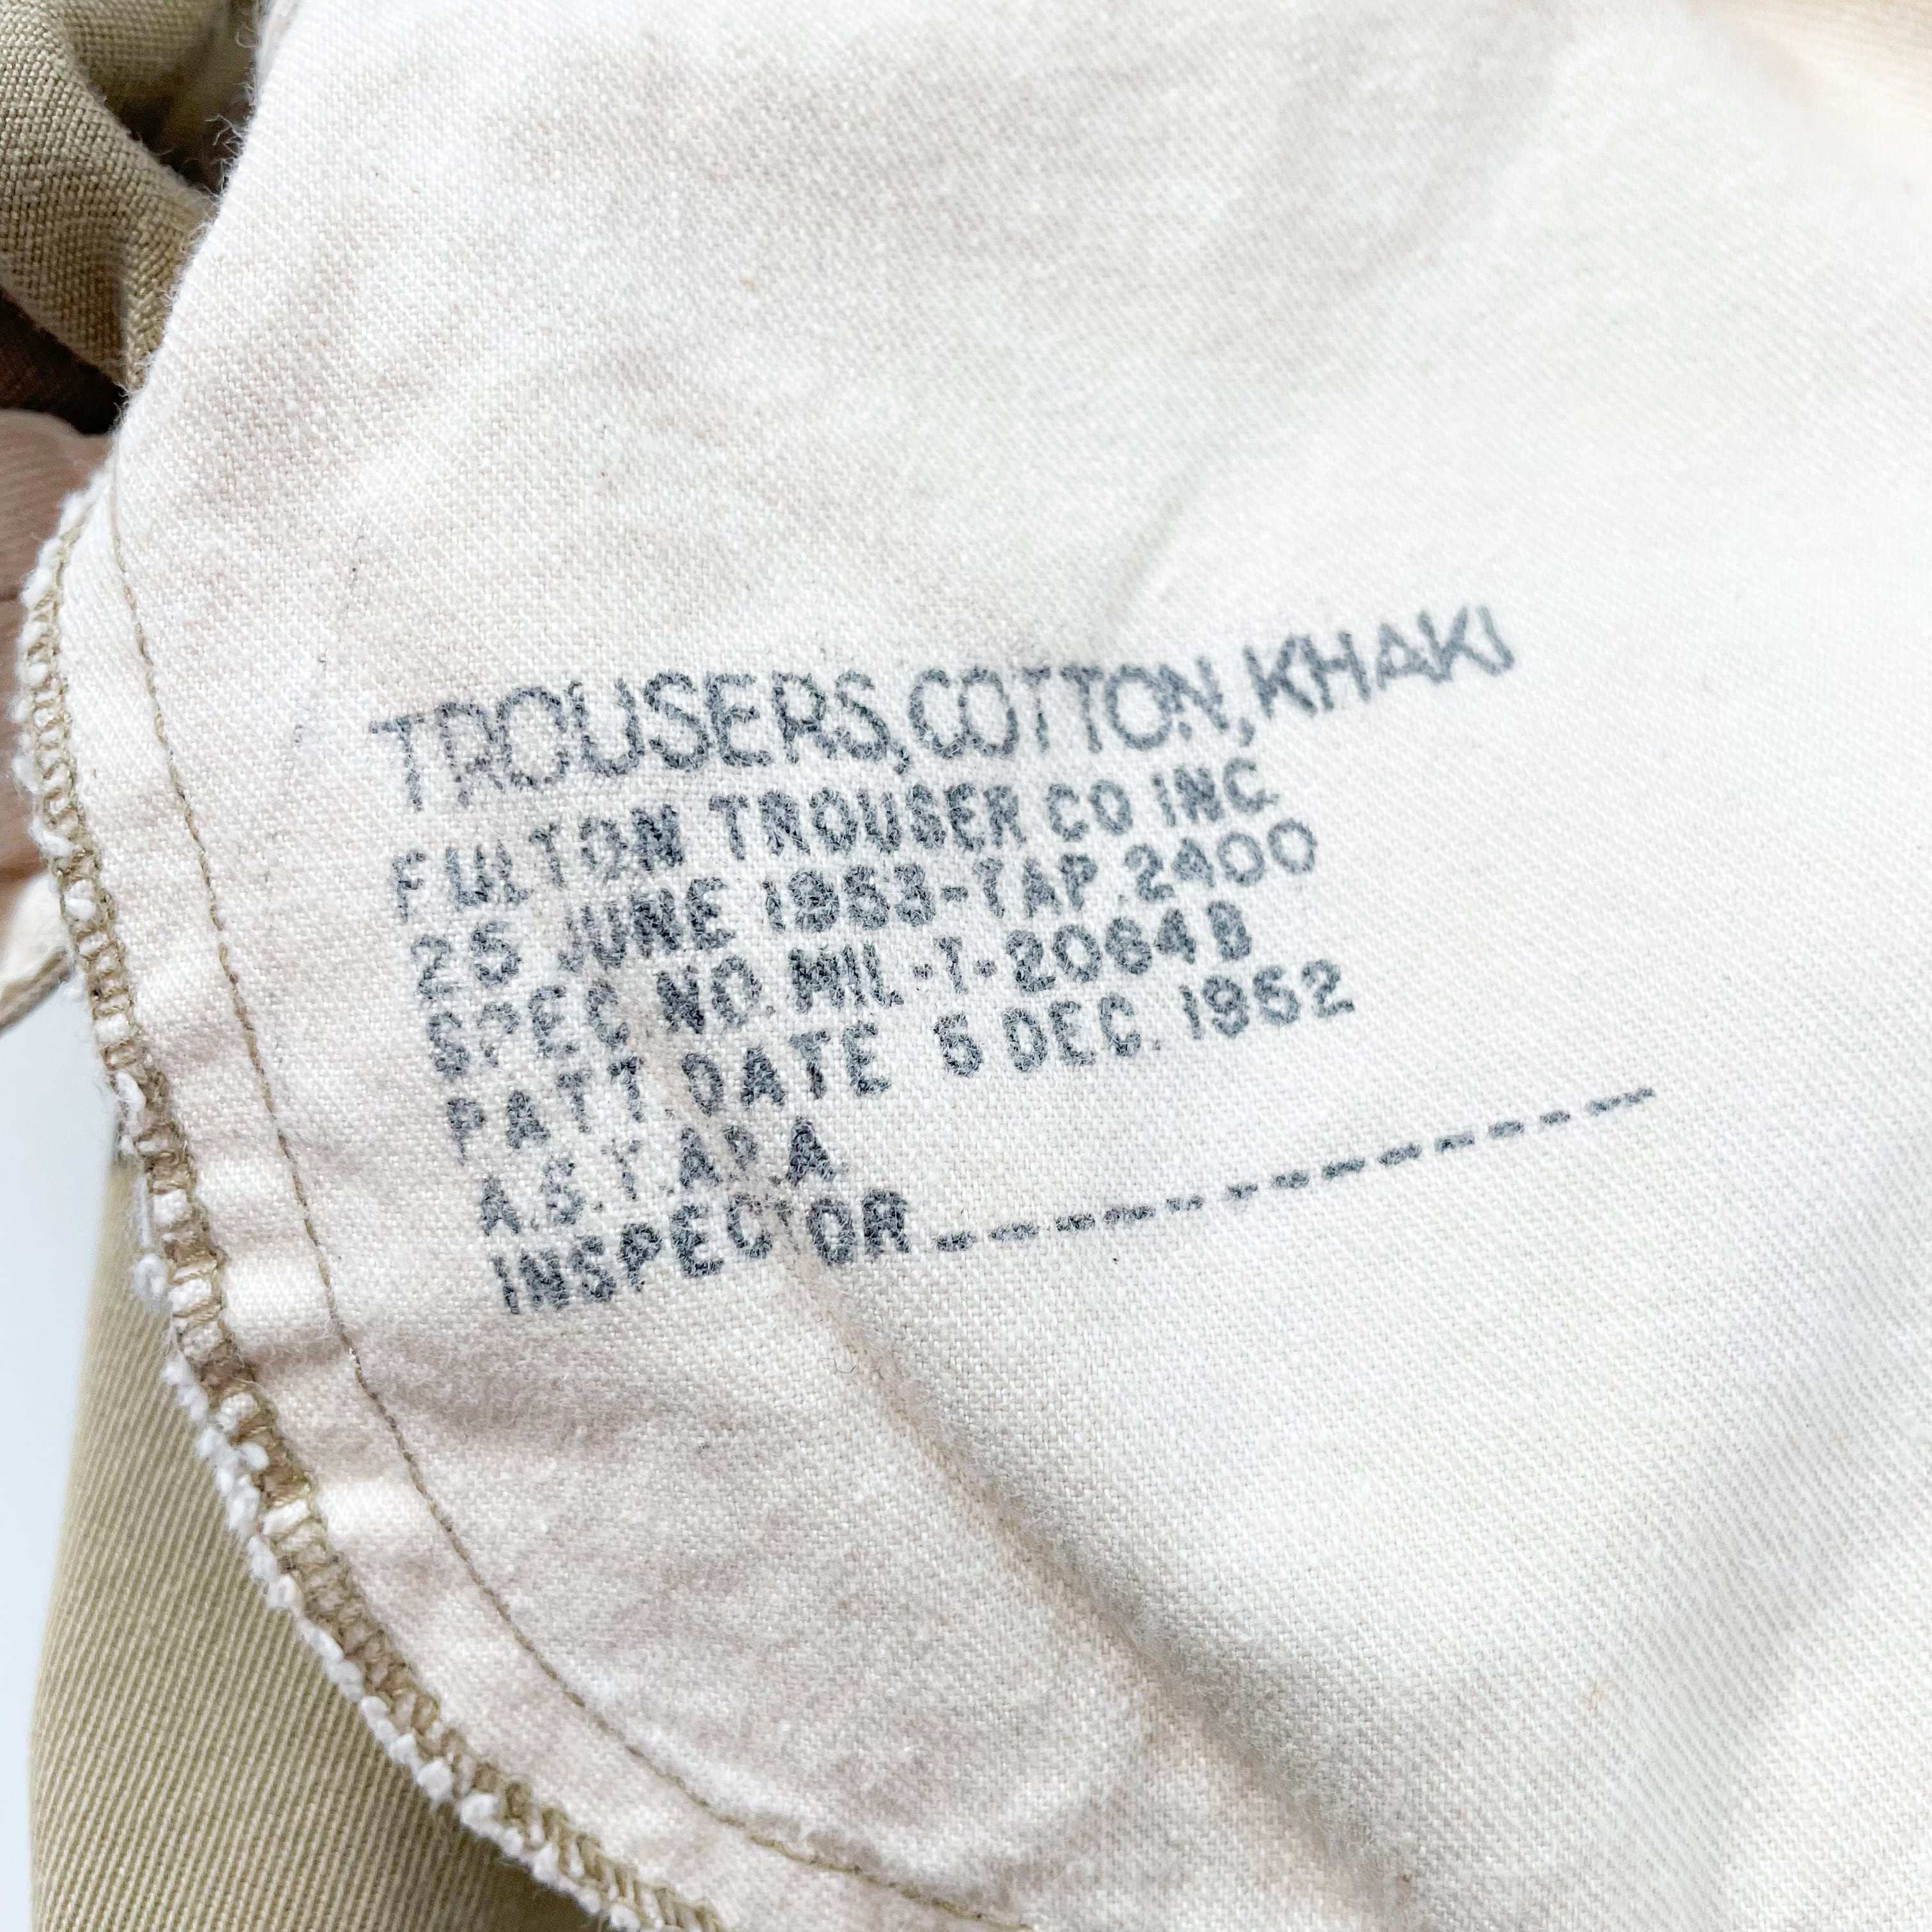 TROUSERS, COTTON, KHAKI
FULTON TROUSER CO INC.
25 JUNE 1953-TAP. 2400
SPEC NO. MIL-T-2064B
PATT DATE 5 DEC. 1952
A.S.T.AP. A.
INSPECTOR